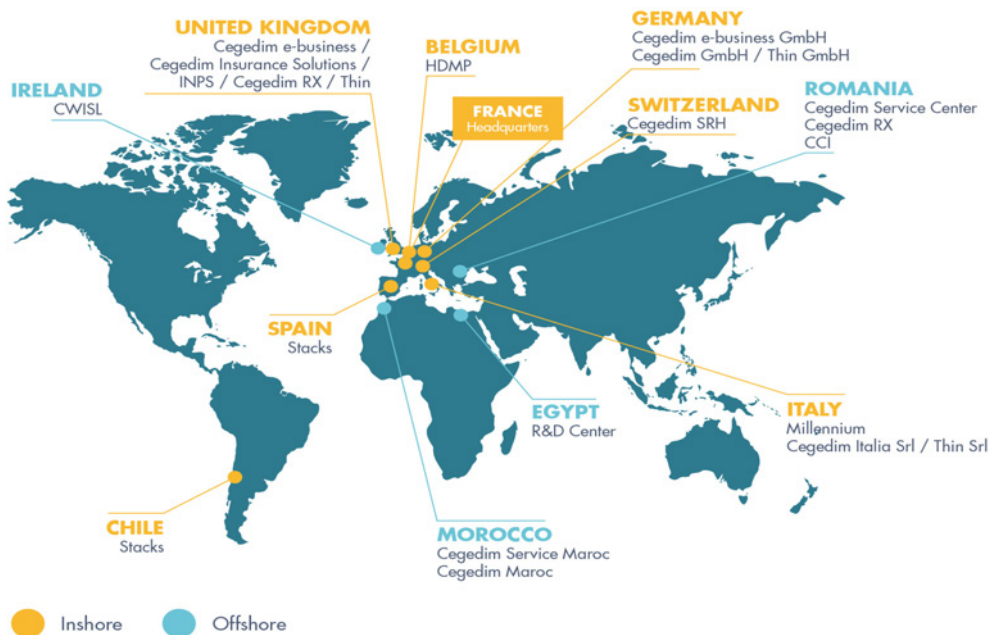 UNITED KINGDOM
Cegedim e-business /
Cegedim Insurance Solutions /
INPS / Cegedim RX / Thin
BELGIUM
HDMP
GERMANY
Cegedim e-business GmbH
Cegedim GmbH / Thin GmbH
IRELAND
CWISL
FRANCE
Headquarters
SWITZERLAND
Cegedim SRH
ROMANIA
Cegedim Service Center
Cegedim RX
CCI
SPAIN
Stacks
EGYPT
R&D Center
ITALY
Millennium
Cegedim Italia Srl / Thin Srl
CHILE
Stacks
MOROCCO
Cegedim Service Maroc
Cegedim Maroc
Inshore
Offshore